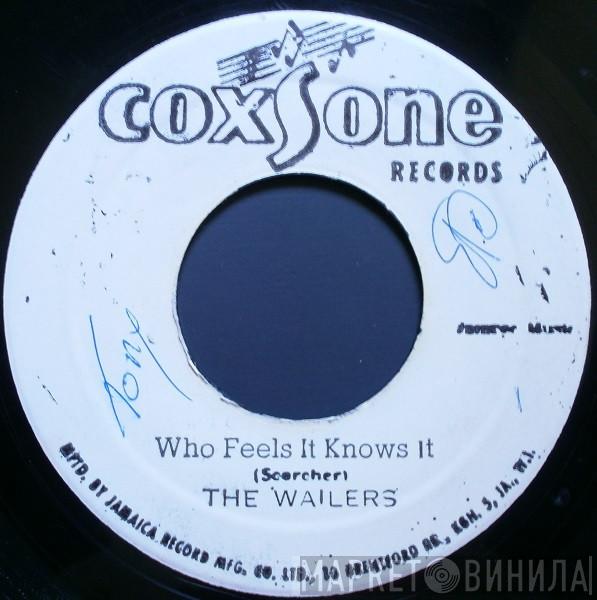 coxsone
RECORDS
Tony
Who Feels It Knows It
(Scorcher)
THE WAILERS
MFTD. BY JAMAICA RECORD MFG. CO. LTD., 20 BRENTFORD RD., KGN. 5, JA., W.I.
МАРКЕТ ВИНИЛА